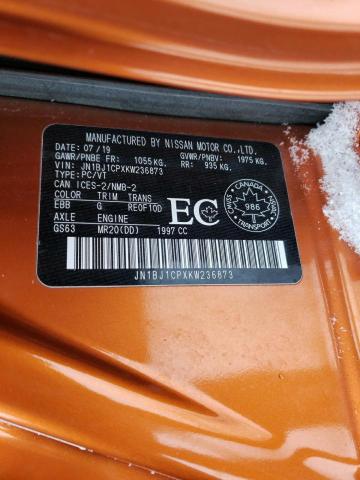 MANUFACTURED BY NISSAN MOTOR CO.,LTD.
DATE: 07/19
GAWR/PNBE FR: 1055 KG. GVWR/PNBV: 1975 KG.
VIN: JN1BJ1CPXKW236873 RR: 935 KG.
TYPE: PC/VT
CAN ICES-2/NMB-2
COLOR TRIM TRANS
EBB G RE0F10D
AXLE ENGINE
GS63 MR20(DD) 1997 CC
EC
CANADA
CMVSS 986 NSVAC
TRANSPORT
JN1BJ1CPXKW236873